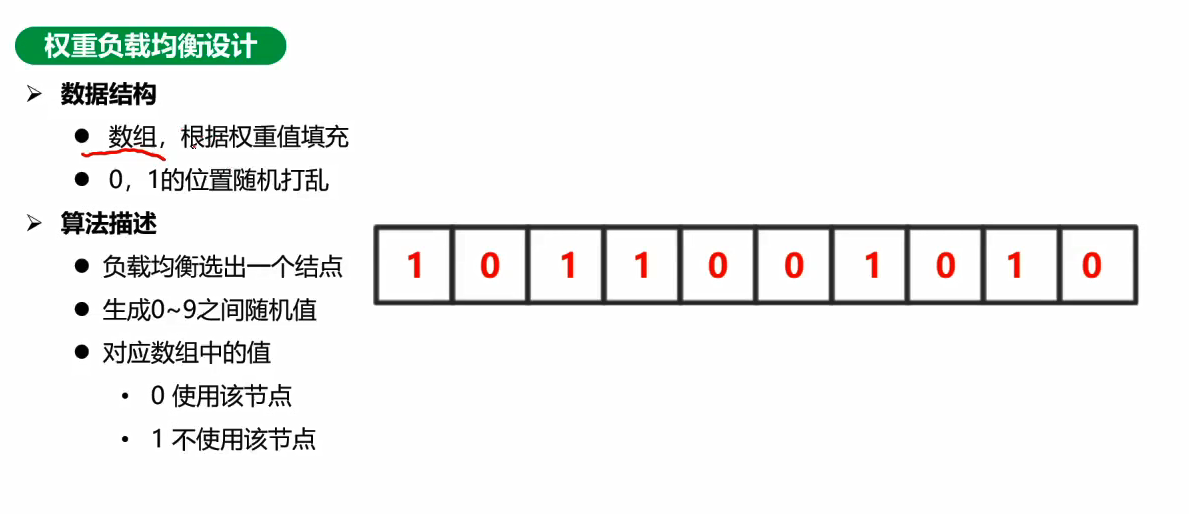 权重负载均衡设计
数据结构
数组，根据权重值填充
0，1的位置随机打乱
算法描述
负载均衡选出一个结点
生成0~9之间随机值
对应数组中的值
0 使用该节点
1 不使用该节点
1 0 1 1 0 0 1 0 1 0